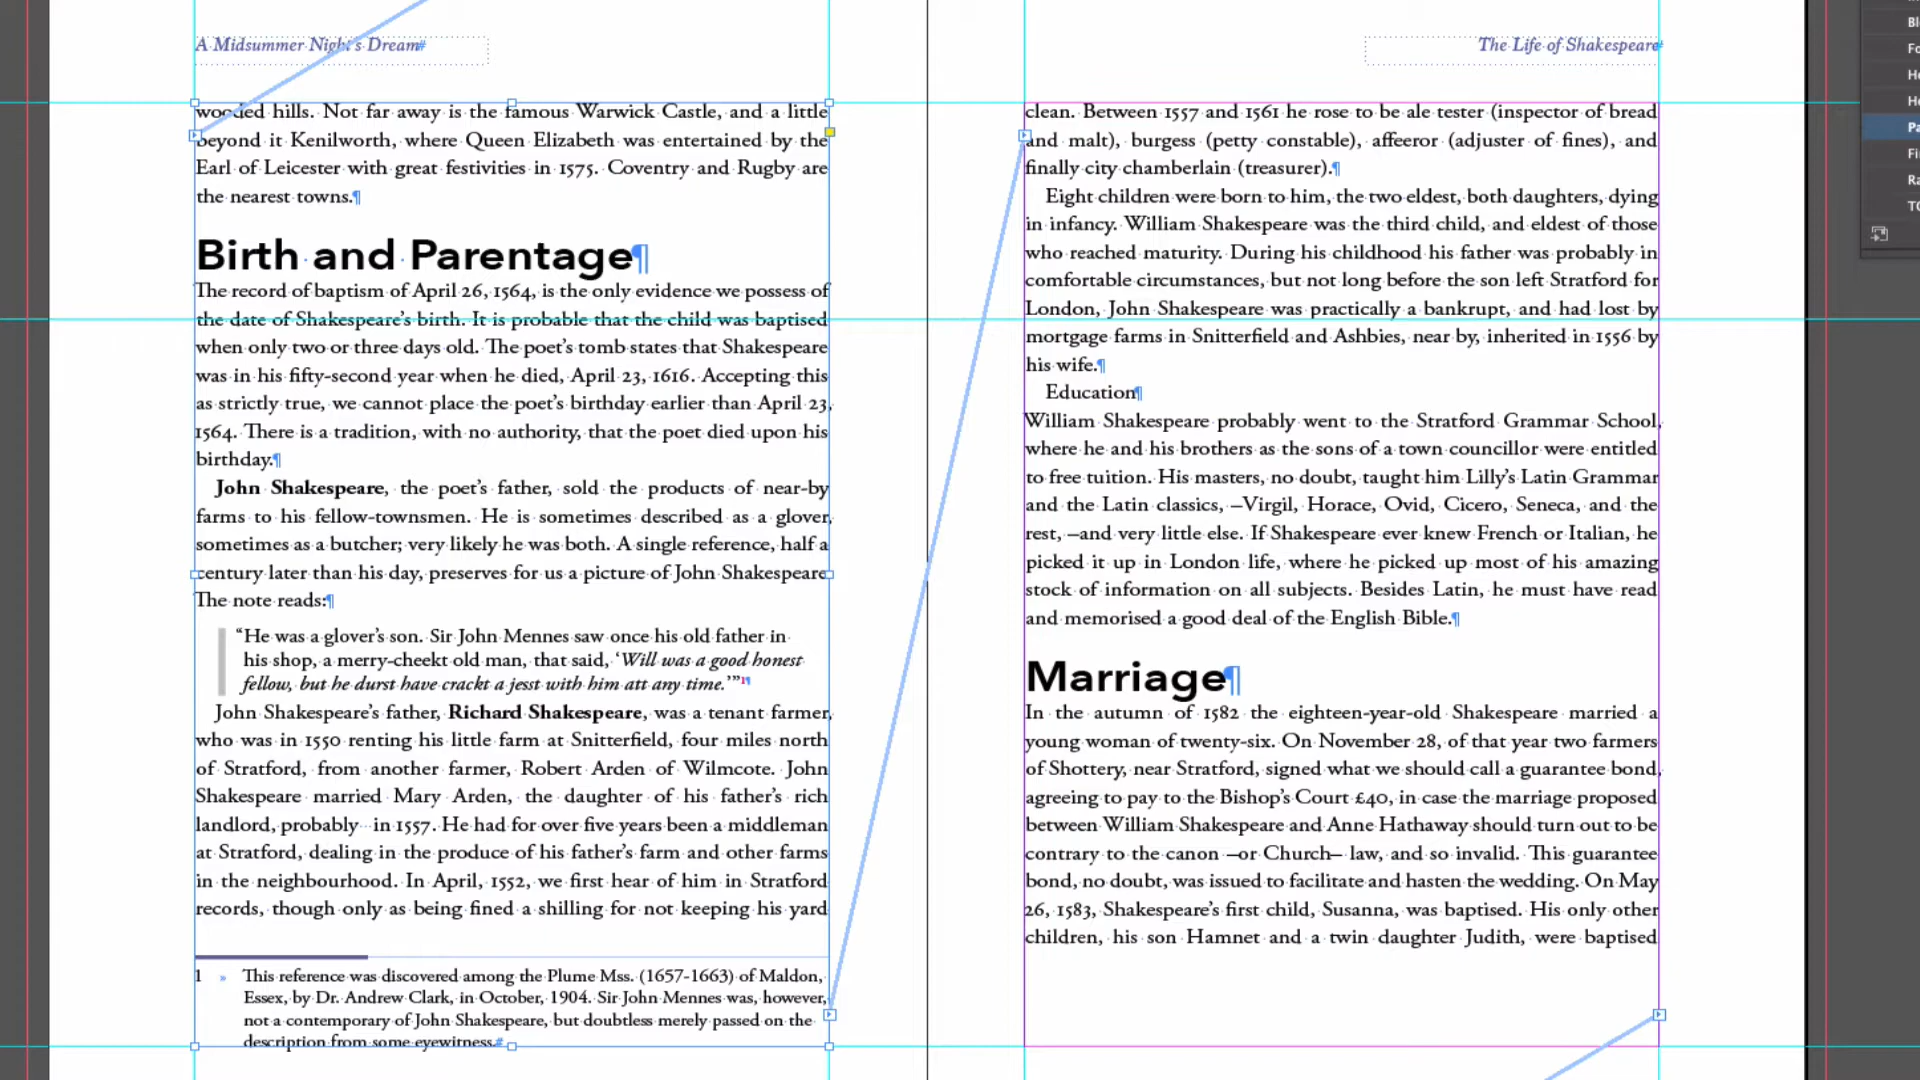 A Midsummer Night's Dream#
wooded hills. Not far away is the famous Warwick Castle, and a little
beyond it Kenilworth, where Queen Elizabeth was entertained by the
Earl of Leicester with great festivities in 1575. Coventry and Rugby are
the nearest towns.¶
Birth and Parentage¶
The record of baptism of April 26, 1564, is the only evidence we possess of
the date of Shakespeare’s birth. It is probable that the child was baptised
when only two or three days old. The poet’s tomb states that Shakespeare
was in his fifty-second year when he died, April 23, 1616. Accepting this
as strictly true, we cannot place the poet’s birthday earlier than April 23,
1564. There is a tradition, with no authority, that the poet died upon his
birthday.¶
John Shakespeare, the poet’s father, sold the products of near-by
farms to his fellow-townsmen. He is sometimes described as a glover,
sometimes as a butcher; very likely he was both. A single reference, half a
century later than his day, preserves for us a picture of John Shakespeare
The note reads:¶
“He was a glover’s son. Sir John Mennes saw once his old father in
his shop, a merry-cheekt old man, that said, ‘Will was a good honest
fellow, but he durst have crackt a jesst with him att any time.’”1¶
John Shakespeare’s father, Richard Shakespeare, was a tenant farmer,
who was in 1550 renting his little farm at Snitterfield, four miles north
of Stratford, from another farmer, Robert Arden of Wilmcote. John
Shakespeare married Mary Arden, the daughter of his father’s rich
landlord, probably in 1557. He had for over five years been a middleman
at Stratford, dealing in the produce of his father’s farm and other farms
in the neighbourhood. In April, 1552, we first hear of him in Stratford
records, though only as being fined a shilling for not keeping his yard
1 » This reference was discovered among the Plume Mss. (1657-1663) of Maldon,
Essex, by Dr. Andrew Clark, in October, 1904. Sir John Mennes was, however,
not a contemporary of John Shakespeare, but doubtless merely passed on the
description from some eyewitness.#
The Life of Shakespeare#
clean. Between 1557 and 1561 he rose to be ale tester (inspector of bread
and malt), burgess (petty constable), affeeror (adjuster of fines), and
finally city chamberlain (treasurer).¶
Eight children were born to him, the two eldest, both daughters, dying
in infancy. William Shakespeare was the third child, and eldest of those
who reached maturity. During his childhood his father was probably in
comfortable circumstances, but not long before the son left Stratford for
London, John Shakespeare was practically a bankrupt, and had lost by
mortgage farms in Snitterfield and Ashbies, near by, inherited in 1556 by
his wife.¶
Education¶
William Shakespeare probably went to the Stratford Grammar School,
where he and his brothers as the sons of a town councillor were entitled
to free tuition. His masters, no doubt, taught him Lilly’s Latin Grammar
and the Latin classics, –Virgil, Horace, Ovid, Cicero, Seneca, and the
rest, –and very little else. If Shakespeare ever knew French or Italian, he
picked it up in London life, where he picked up most of his amazing
stock of information on all subjects. Besides Latin, he must have read
and memorised a good deal of the English Bible.¶
Marriage¶
In the autumn of 1582 the eighteen-year-old Shakespeare married a
young woman of twenty-six. On November 28, of that year two farmers
of Shottery, near Stratford, signed what we should call a guarantee bond,
agreeing to pay to the Bishop’s Court £40, in case the marriage proposed
between William Shakespeare and Anne Hathaway should turn out to be
contrary to the canon –or Church– law, and so invalid. This guarantee
bond, no doubt, was issued to facilitate and hasten the wedding. On May
26, 1583, Shakespeare’s first child, Susanna, was baptised. His only other
children, his son Hamnet and a twin daughter Judith, were baptised